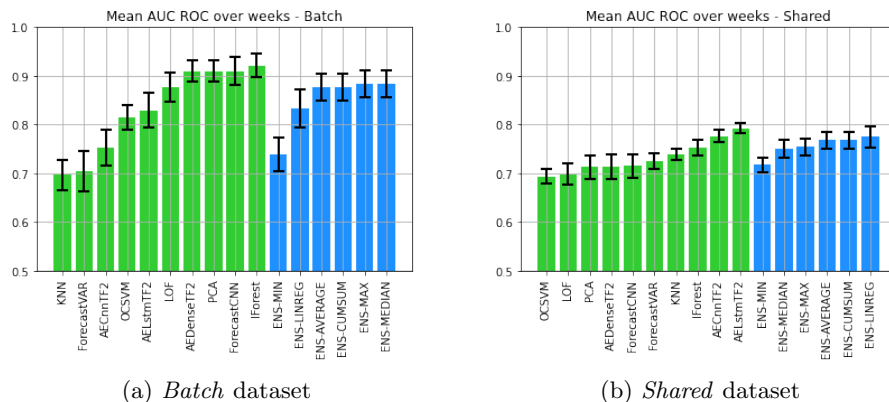 Mean AUC ROC over weeks - Batch
1.0
0.9
0.8
0.7
0.6
0.5
KNN
ForecastVAR
AECnnTF2
OCSVM
AELstmTF2
LOF
AEDenseTF2
PCA
ForecastCNN
IForest
ENS-MIN
ENS-LINREG
ENS-AVERAGE
ENS-CUMSUM
ENS-MAX
ENS-MEDIAN
(a) Batch dataset
Mean AUC ROC over weeks - Shared
1.0
0.9
0.8
0.7
0.6
0.5
OCSVM
LOF
PCA
AEDenseTF2
ForecastCNN
ForecastVAR
KNN
IForest
AECnnTF2
AELstmTF2
ENS-MIN
ENS-MEDIAN
ENS-MAX
ENS-AVERAGE
ENS-CUMSUM
ENS-LINREG
(b) Shared dataset